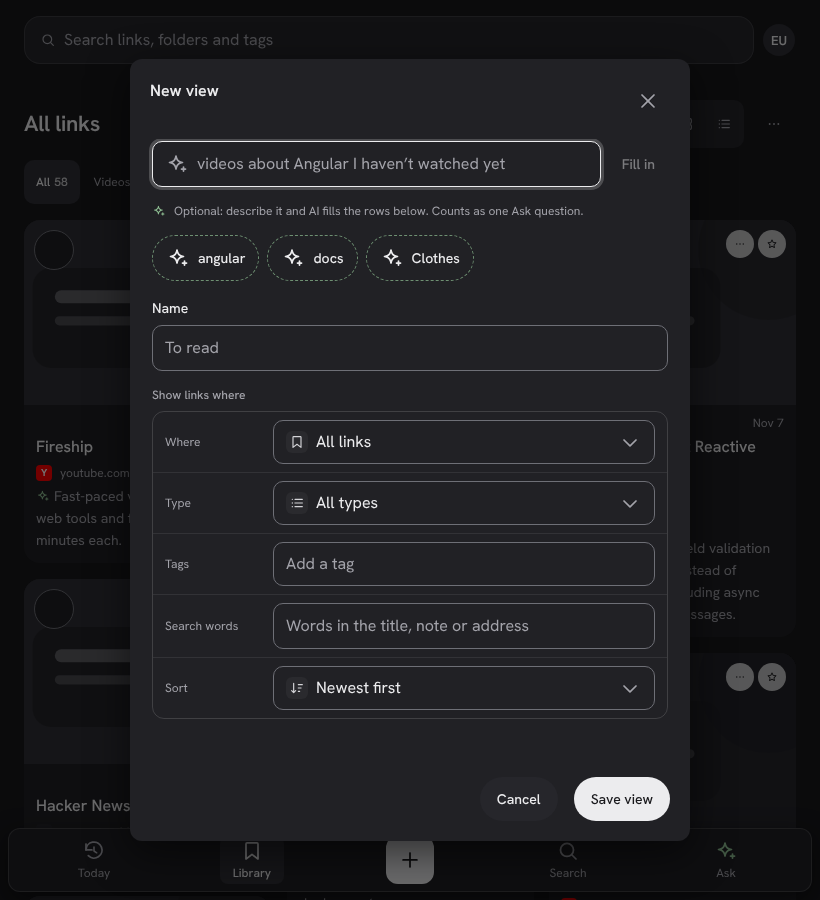 Search links, folders and tags
EU
New view
All links
videos about Angular I haven’t watched yet
Fill in
All 58
Videos
Optional: describe it and AI fills the rows below. Counts as one Ask question.
angular
docs
Clothes
Name
To read
Show links where
Where
All links
Nov 7
Fireship
Reactive
youtube.com
Fast-paced
web tools and
minutes each.
Type
All types
Tags
Add a tag
validation
stead of
async
Search words
Words in the title, note or address
Sort
Newest first
Cancel
Save view
Hacker News
Today
Library
Search
Ask